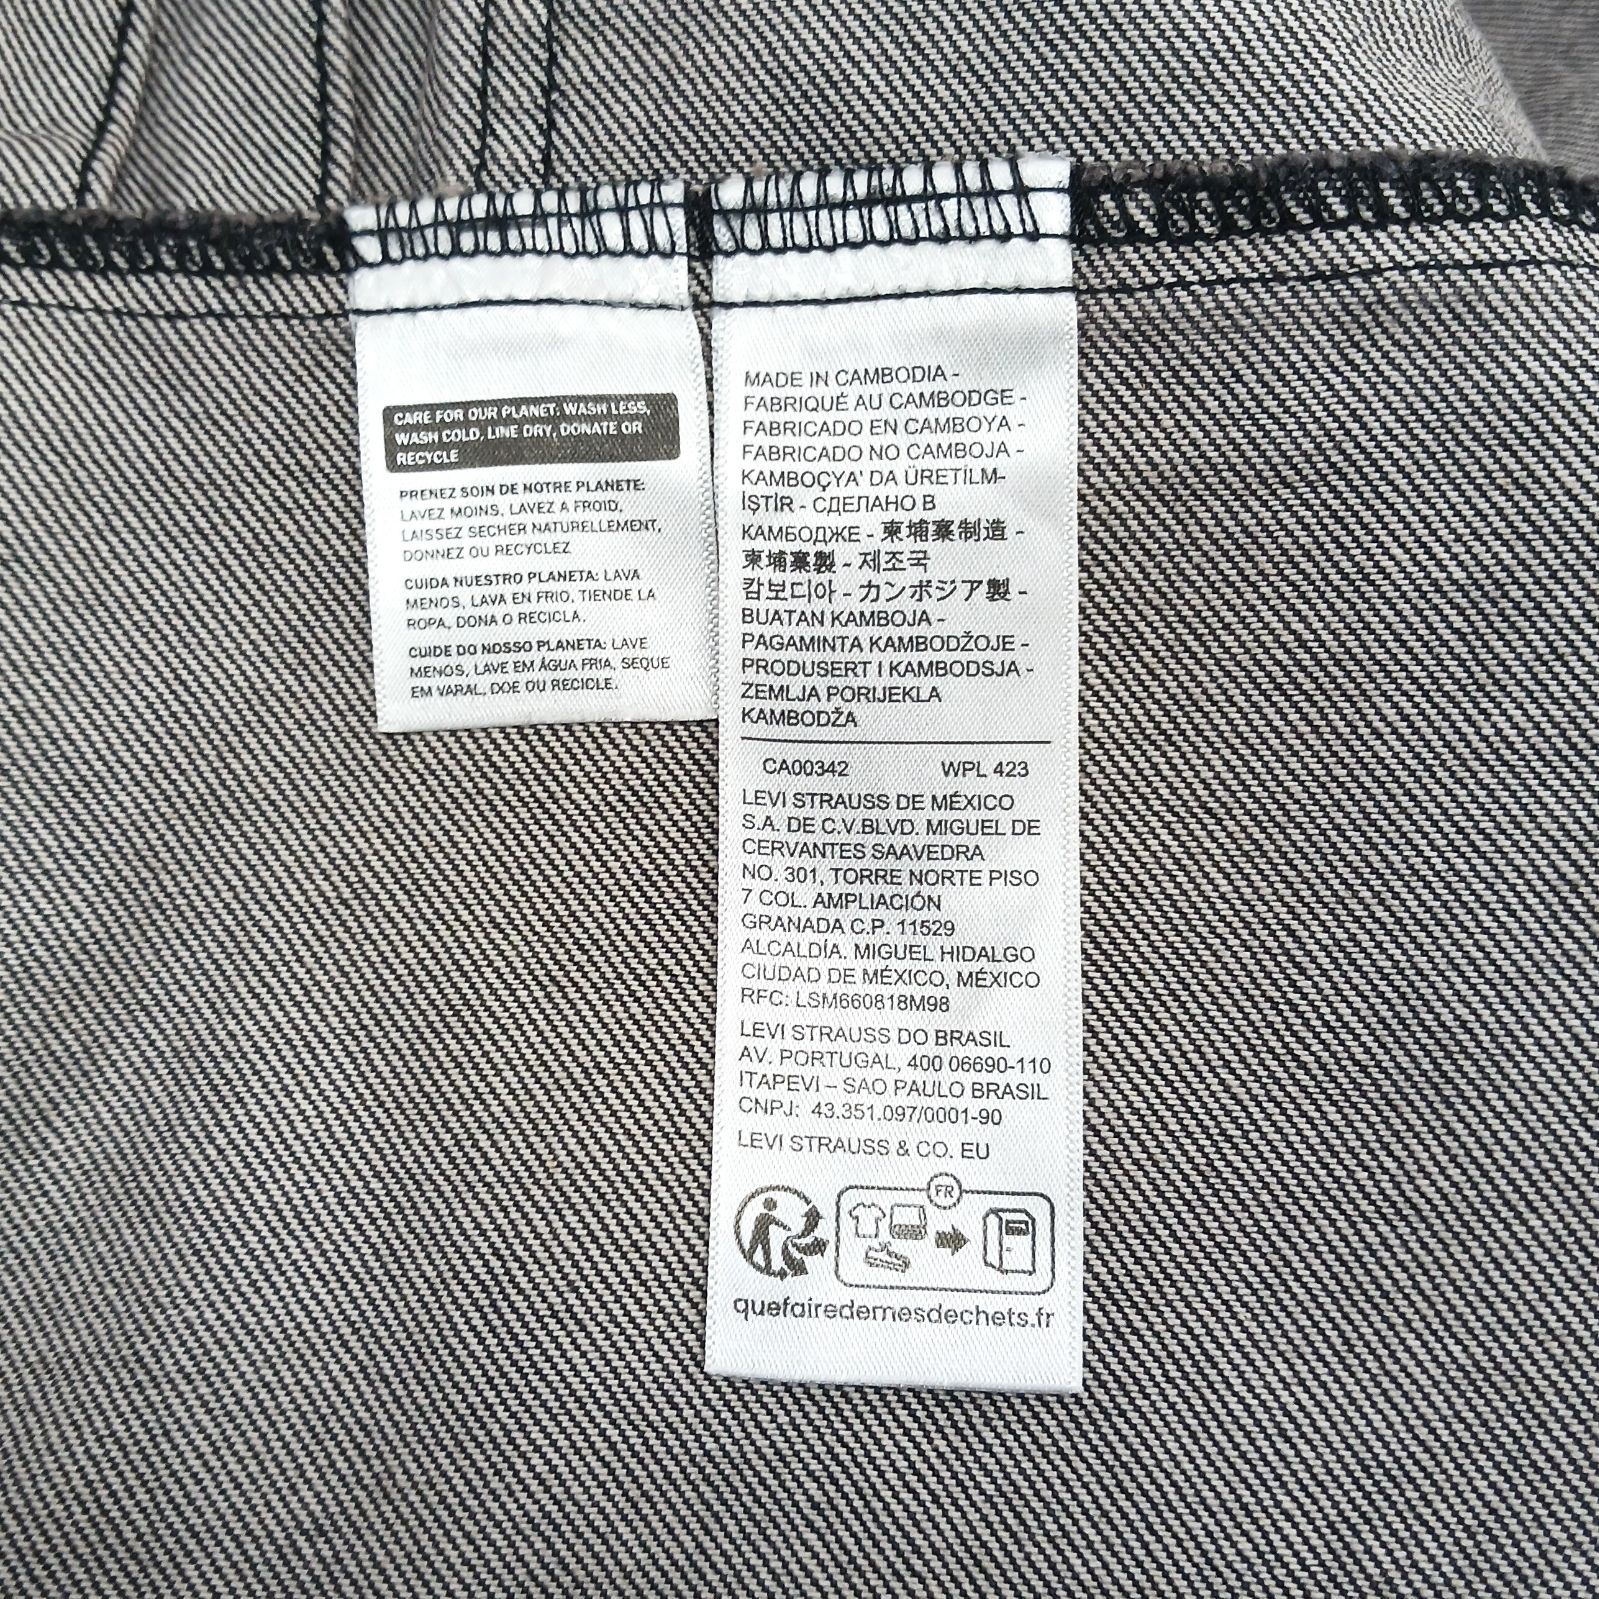 CARE FOR OUR PLANET: WASH LESS,
WASH COLD, LINE DRY, DONATE OR
RECYCLE
PRENEZ SOIN DE NOTRE PLANETE:
LAVEZ MOINS, LAVEZ A FROID,
LAISSEZ SECHER NATURELLEMENT,
DONNEZ OU RECYCLEZ
CUIDA NUESTRO PLANETA: LAVA
MENOS, LAVA EN FRIO, TIENDE LA
ROPA, DONA O RECICLA.
CUIDE DO NOSSO PLANETA: LAVE
MENOS, LAVE EM ÁGUA FRIA, SEQUE
EM VARAL, DOE OU RECICLE.
MADE IN CAMBODIA -
FABRIQUÉ AU CAMBODGE -
FABRICADO EN CAMBOYA -
FABRICADO NO CAMBOJA -
KAMBOÇYA' DA ÜRETİLM-
İŞTİR - СДЕЛАНО В
КАМБОДЖЕ - 柬埔寨制造 -
柬埔寨製 - 제조국
캄보디아 - カンボジア製 -
BUATAN KAMBOJA -
PAGAMINTA KAMBODŽOJE -
PRODUSERT I KAMBODSJA -
ZEMLJA PORIJEKLA
KAMBODŽA
CA00342 WPL 423
LEVI STRAUSS DE MÉXICO
S.A. DE C.V.BLVD. MIGUEL DE
CERVANTES SAAVEDRA
NO. 301, TORRE NORTE PISO
7 COL. AMPLIACIÓN
GRANADA C.P. 11529
ALCALDÍA. MIGUEL HIDALGO
CIUDAD DE MÉXICO, MÉXICO
RFC: LSM660818M98
LEVI STRAUSS DO BRASIL
AV. PORTUGAL, 400 06690-110
ITAPEVI – SAO PAULO BRASIL
CNPJ: 43.351.097/0001-90
LEVI STRAUSS & CO. EU
FR
quefairedemesdechets.fr